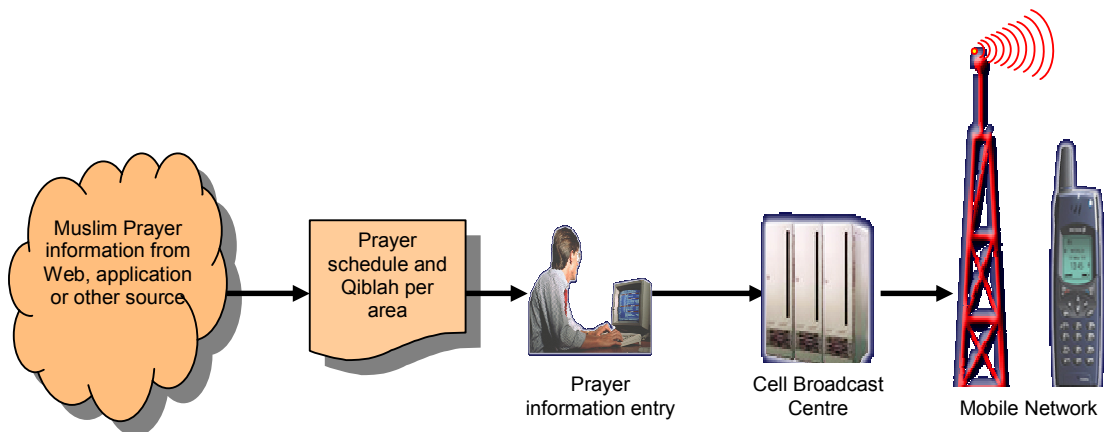 Muslim Prayer
information from
Web, application
or other source
Prayer
schedule and
Qiblah per
area
Prayer
information entry
Cell Broadcast
Centre
Mobile Network